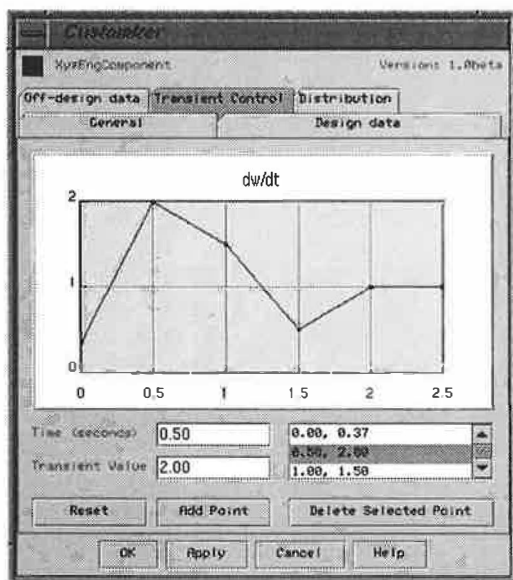 Customizer
XyzEngComponent Version: 1.0beta
Off-design data Transient Control Distribution
General Design data
dw/dt
2
1
0
0 0.5 1 1.5 2 2.5
Time (seconds) 0.50
Transient Value 2.00
0.00, 0.37
0.50, 2.00
1.00, 1.50
Reset Add Point Delete Selected Point
OK Apply Cancel Help